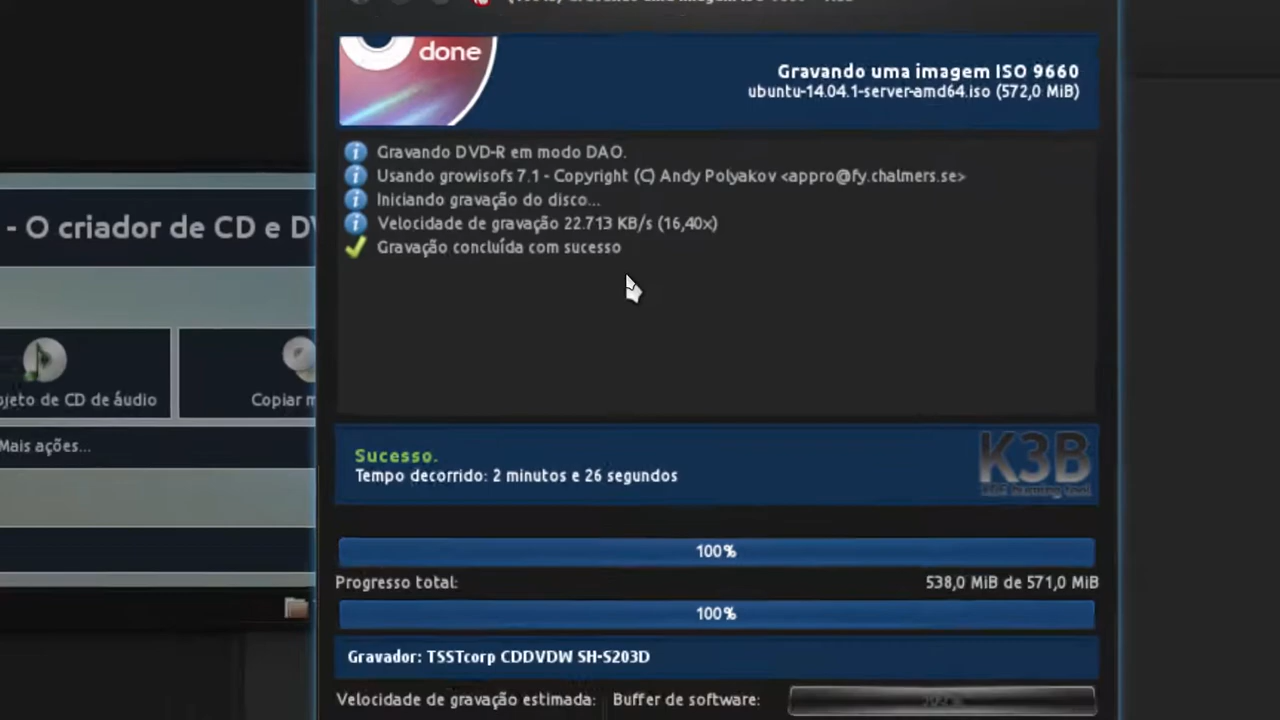 done
Gravando uma imagem ISO 9660
ubuntu-14.04.1-server-amd64.iso (572,0 MiB)
Gravando DVD-R em modo DAO.
Usando growisofs 7.1 - Copyright (C) Andy Polyakov <appro@fy.chalmers.se>
Iniciando gravação do disco...
Velocidade de gravação 22.713 KB/s (16,40x)
Gravação concluída com sucesso
- O criador de CD e DV
jeto de CD de áudio
Copiar m
Mais ações...
Sucesso.
Tempo decorrido: 2 minutos e 26 segundos
K3B
100%
Progresso total:
538,0 MiB de 571,0 MiB
100%
Gravador: TSSTcorp CDDVDW SH-S203D
Velocidade de gravação estimada:
Buffer de software: